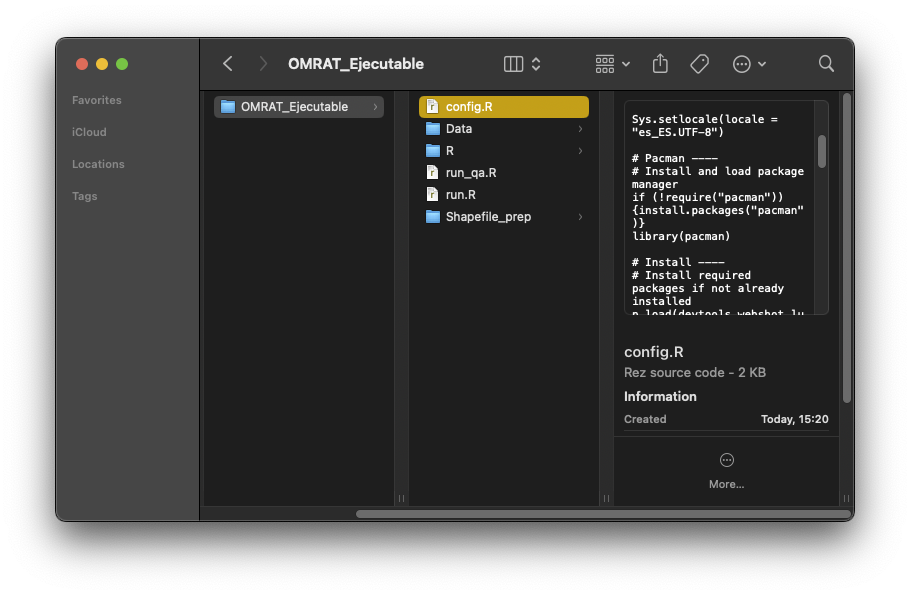 OMRAT_Ejecutable
Favorites
iCloud
Locations
Tags
OMRAT_Ejecutable
config.R
Data
R
run_qa.R
run.R
Shapefile_prep
Sys.setlocale(locale =
"es_ES.UTF-8")
# Pacman ----
# Install and load package
manager
if (!require("pacman"))
{install.packages("pacman"
)}
library(pacman)
# Install ----
# Install required
packages if not already
installed
p_load(devtools,webshot,lu
config.R
Rez source code - 2 KB
Information
Created Today, 15:20
More...